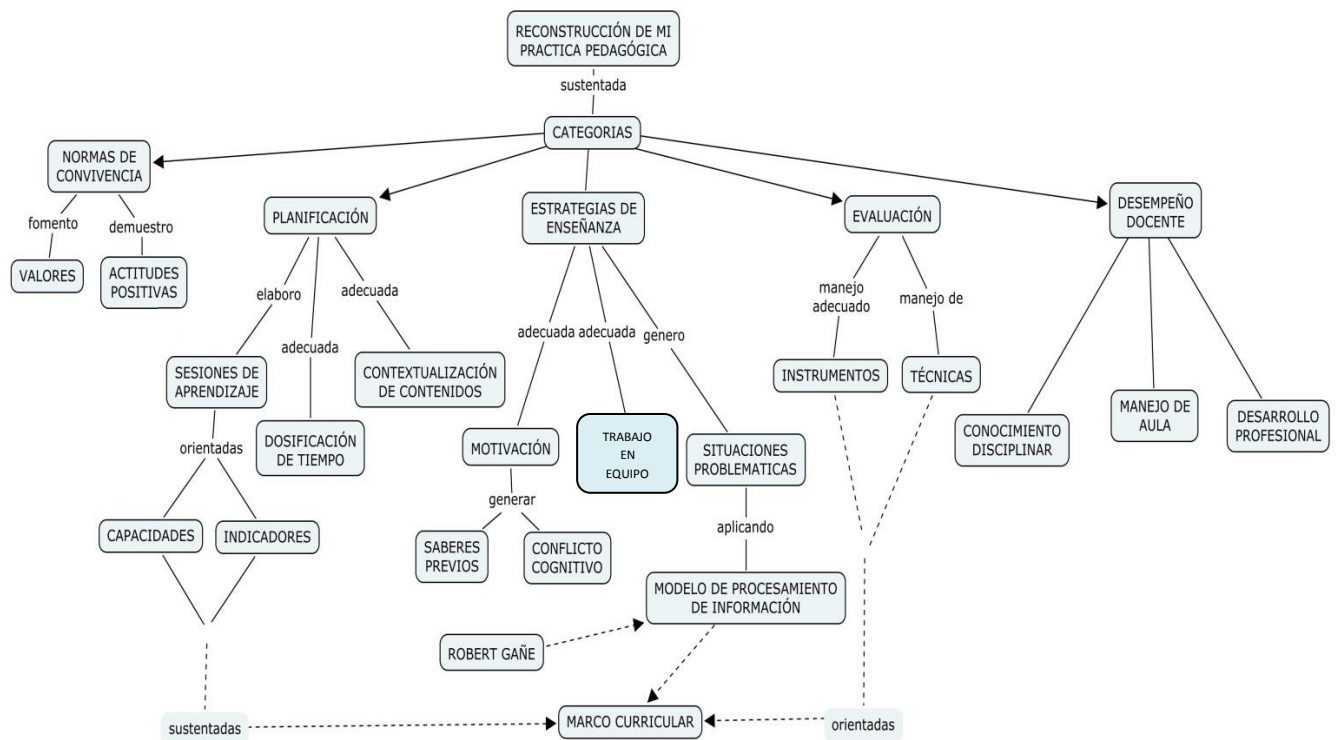 RECONSTRUCCIÓN DE MI
PRACTICA PEDAGÓGICA
sustentada
CATEGORIAS
NORMAS DE
CONVIVENCIA
fomento
demuestro
VALORES
ACTITUDES
POSITIVAS
PLANIFICACIÓN
elaboro
adecuada
adecuada
SESIONES DE
APRENDIZAJE
CONTEXTUALIZACIÓN
DE CONTENIDOS
DOSIFICACIÓN
DE TIEMPO
orientadas
CAPACIDADES
INDICADORES
ESTRATEGIAS DE
ENSEÑANZA
adecuada
adecuada
genero
MOTIVACIÓN
TRABAJO
EN
EQUIPO
SITUACIONES
PROBLEMATICAS
generar
SABERES
PREVIOS
CONFLICTO
COGNITIVO
aplicando
MODELO DE PROCESAMIENTO
DE INFORMACIÓN
ROBERT GAÑE
EVALUACIÓN
manejo
adecuado
manejo de
INSTRUMENTOS
TÉCNICAS
DESEMPEÑO
DOCENTE
CONOCIMIENTO
DISCIPLINAR
MANEJO DE
AULA
DESARROLLO
PROFESIONAL
sustentadas
MARCO CURRICULAR
orientadas